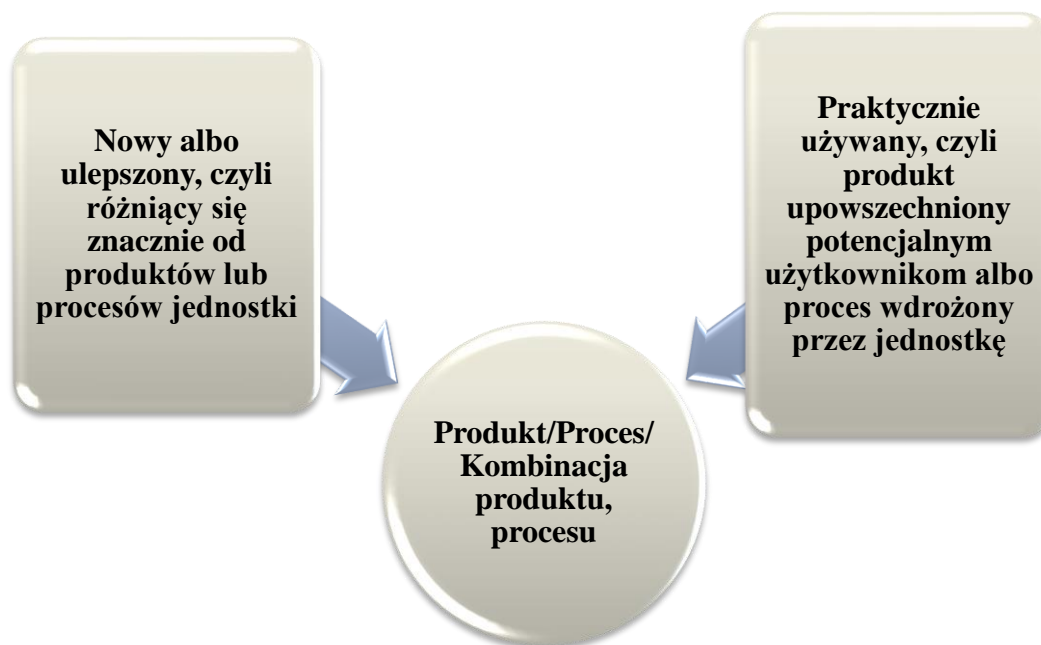 Nowy albo
ulepszony, czyli
różniący się
znacznie od
produktów lub
procesów jednostki
Praktycznie
używany, czyli
produkt
upowszechniony
potencjalnym
użytkownikom albo
proces wdrożony
przez jednostkę
Produkt/Proces/
Kombinacja
produktu,
procesu